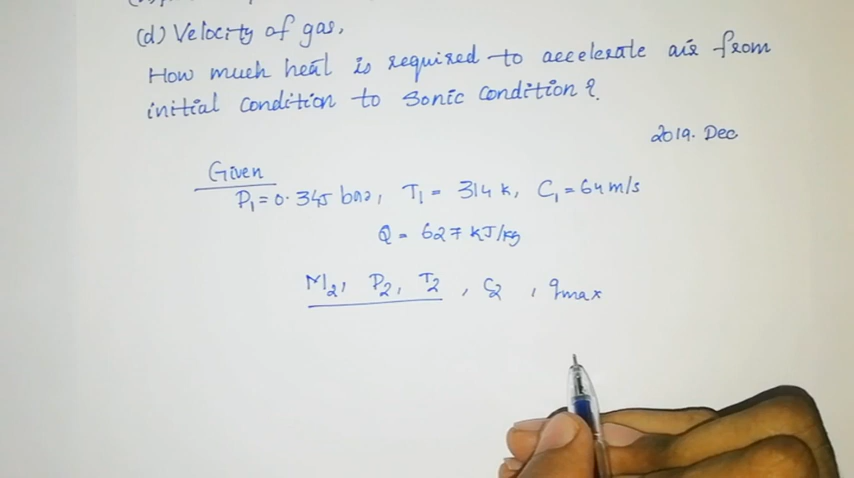 (d) Velocity of gas,
How much heat is required to accelerate air from
initial condition to sonic condition?
2019. Dec
Given
P₁ = 0.345 bar, T₁ = 314 K, C₁ = 64 m/s
Q = 627 KJ/kg
M₂, P₂, T₂, C₂, qmax